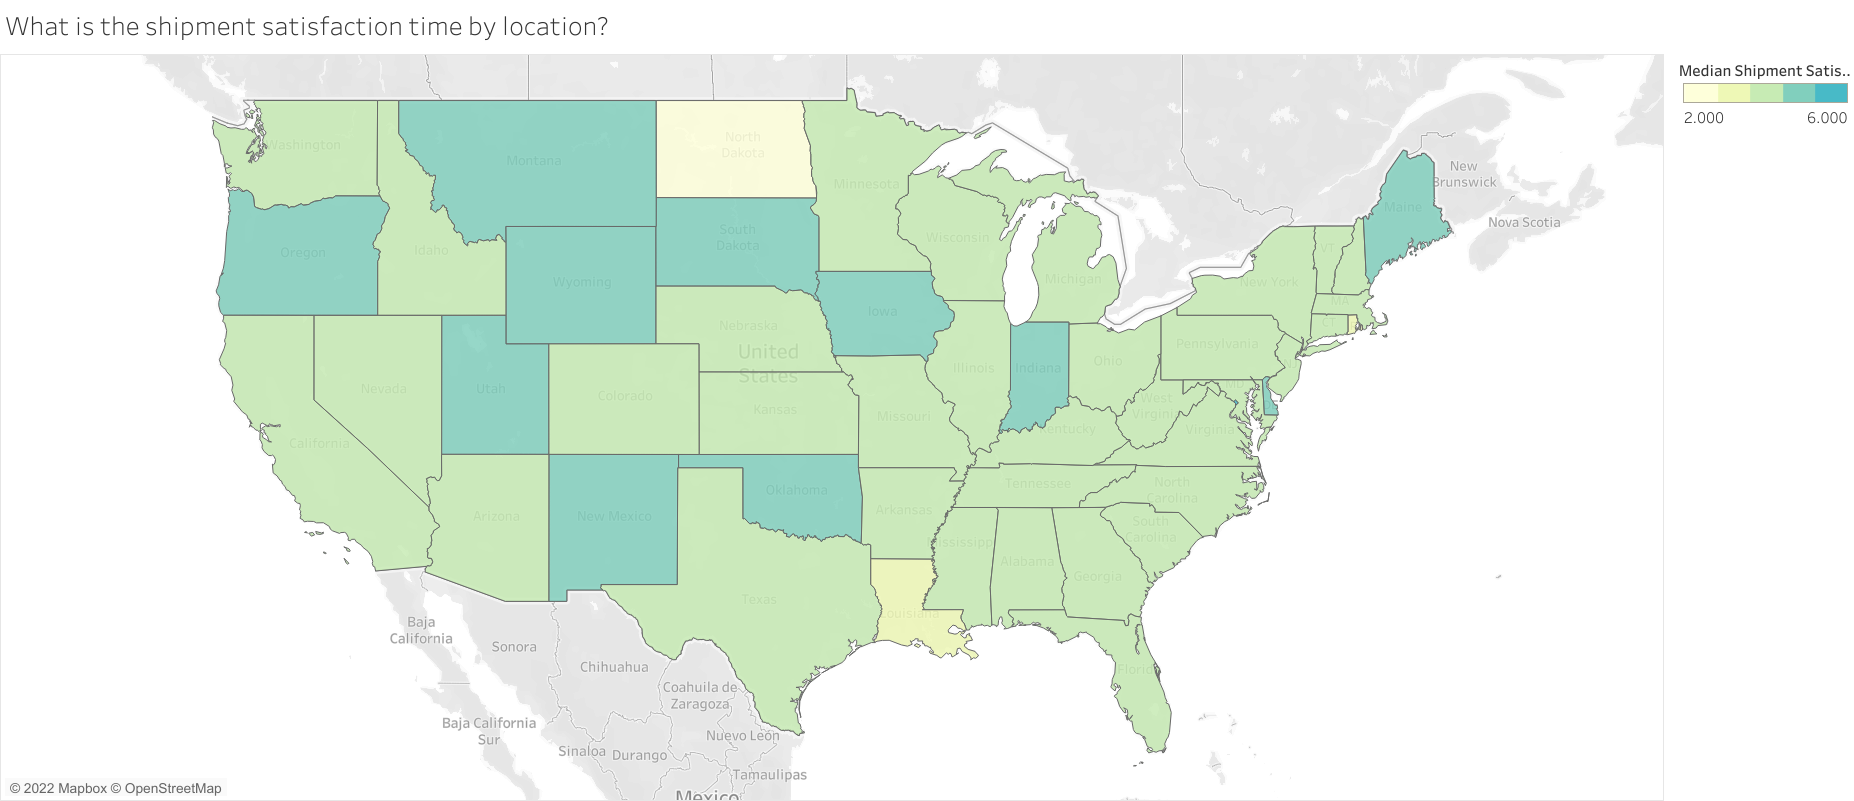 What is the shipment satisfaction time by location?
Median Shipment Satis..
2.000
6.000
Washington
Montana
North
Dakota
Minnesota
Oregon
Idaho
Wyoming
South
Dakota
Wisconsin
Michigan
Maine
New
Brunswick
Nova Scotia
VT
New York
MA
CT
Iowa
Nebraska
United
States
Illinois
Indiana
Ohio
Pennsylvania
Nevada
Utah
Colorado
Kansas
Missouri
West
Virginia
MD
Kentucky
Virginia
California
Arizona
New Mexico
Oklahoma
Arkansas
Tennessee
North
Carolina
South
Carolina
Mississippi
Alabama
Georgia
Texas
Louisiana
Florida
Baja
California
Sonora
Chihuahua
Coahuila de
Zaragoza
Baja California
Sur
Nuevo León
Sinaloa
Durango
Tamaulipas
Mexico
© 2022 Mapbox © OpenStreetMap